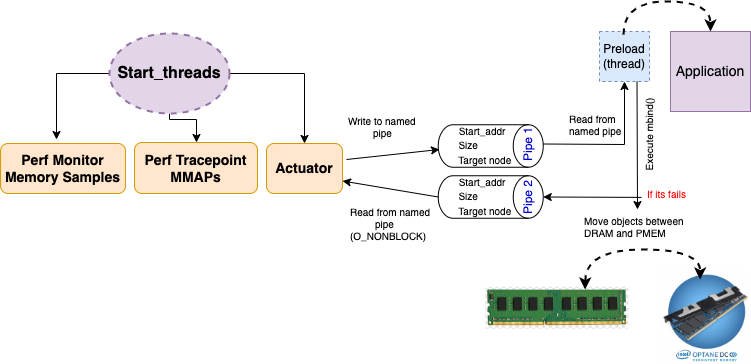 Start_threads
Perf Monitor
Memory Samples
Perf Tracepoint
MMAPs
Actuator
Write to named
pipe
Start_addr
Size
Target node
Pipe 1
Read from
named pipe
Preload
(thread)
Application
Execute mbind()
Read from named
pipe
(O_NONBLOCK)
Start_addr
Size
Target node
Pipe 2
If its fails
Move objects between
DRAM and PMEM
intel
OPTANE DC
PERSISTENT MEMORY